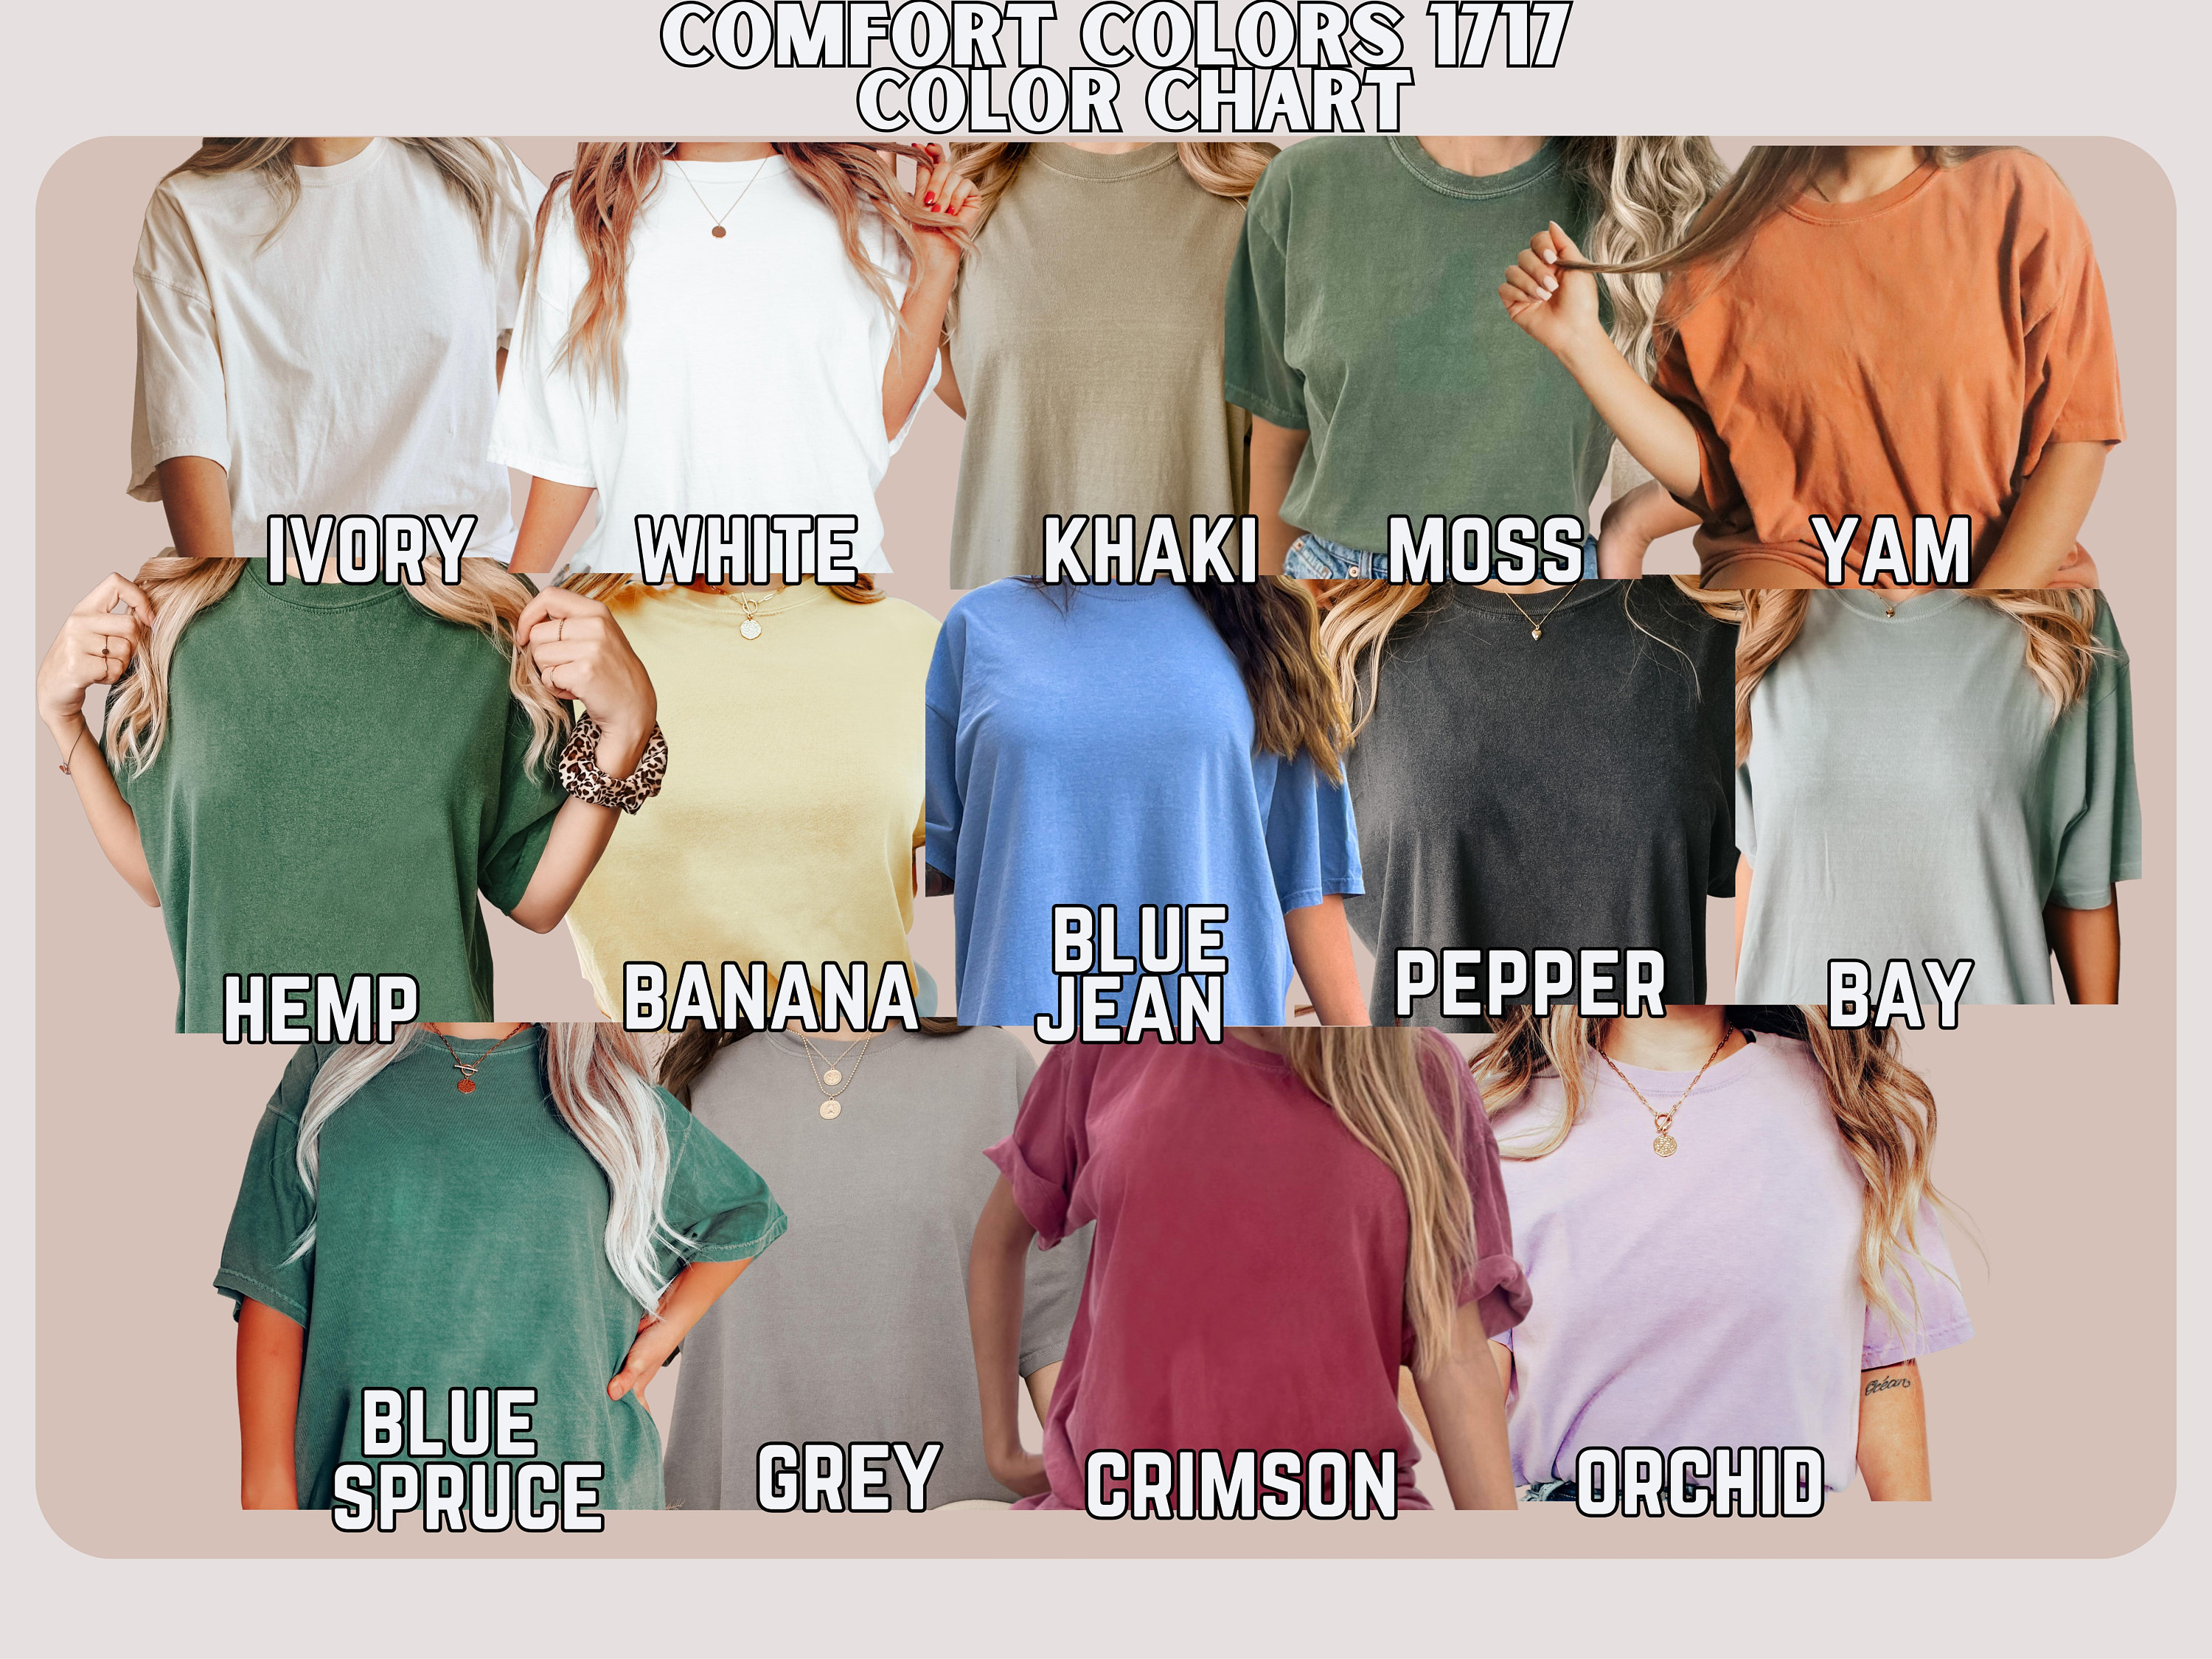 COMFORT COLORS 1717
COLOR CHART
IVORY
WHITE
KHAKI
MOSS
YAM
HEMP
BANANA
BLUE
JEAN
PEPPER
BAY
BLUE
SPRUCE
GREY
CRIMSON
ORCHID
Ocean